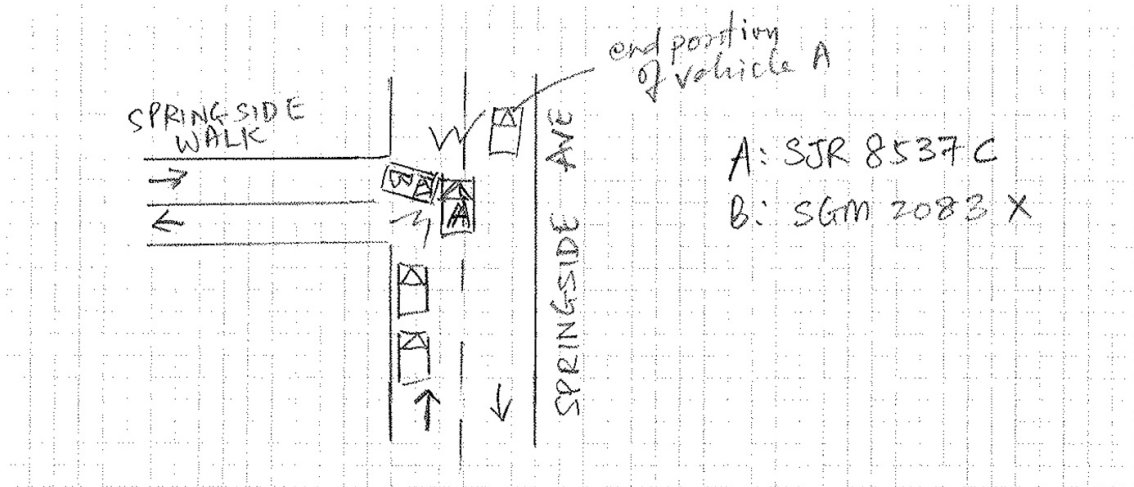 end position
of vehicle A
SPRINGSIDE
WALK
A: SJR 8537 C
B: SGM 2083 X
B
A
SPRINGSIDE AVE